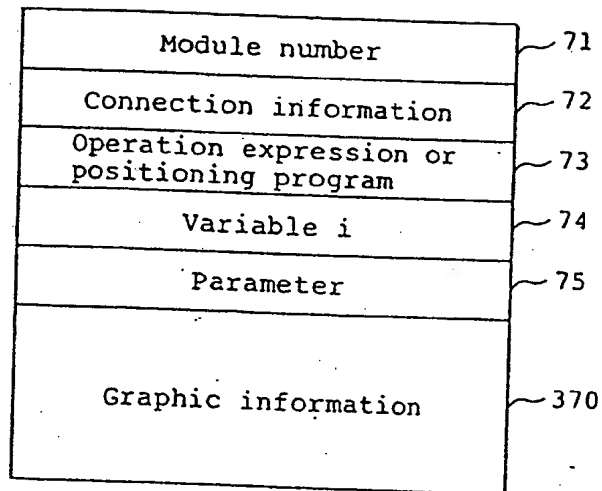 Module number 71
Connection information 72
Operation expression or
positioning program 73
Variable i 74
Parameter 75
Graphic information 370